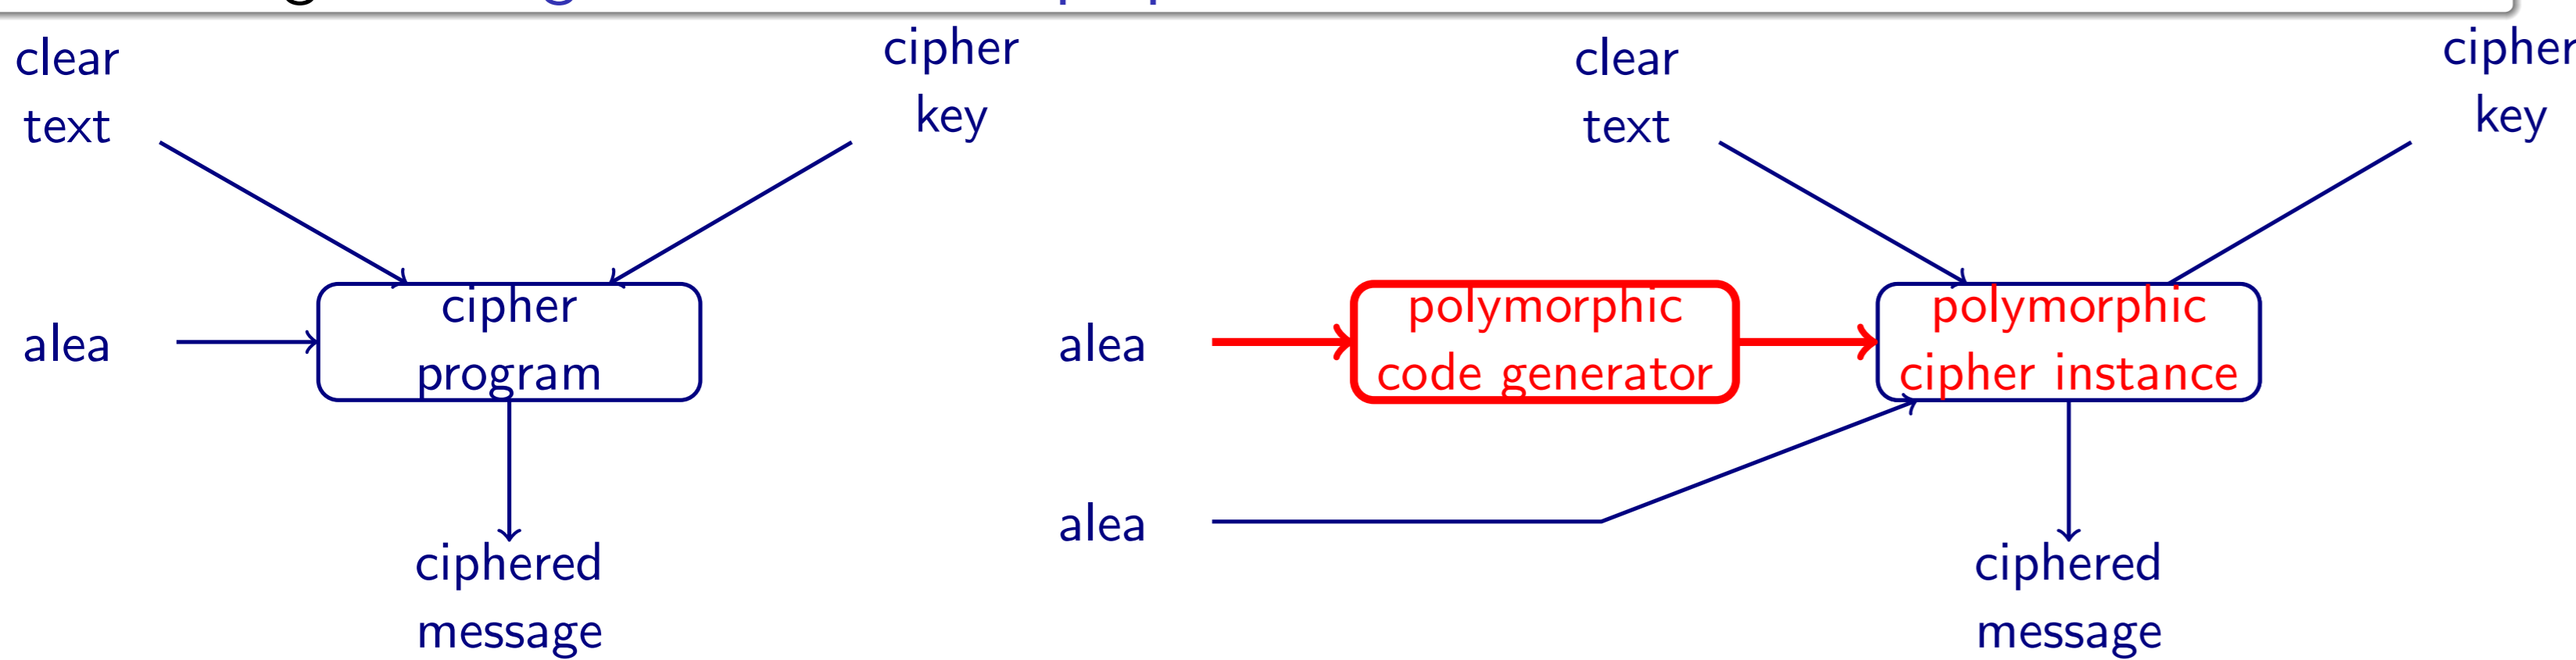 clear
text
cipher
key
alea
cipher
program
ciphered
message
clear
text
cipher
key
alea
polymorphic
code generator
polymorphic
cipher instance
alea
ciphered
message